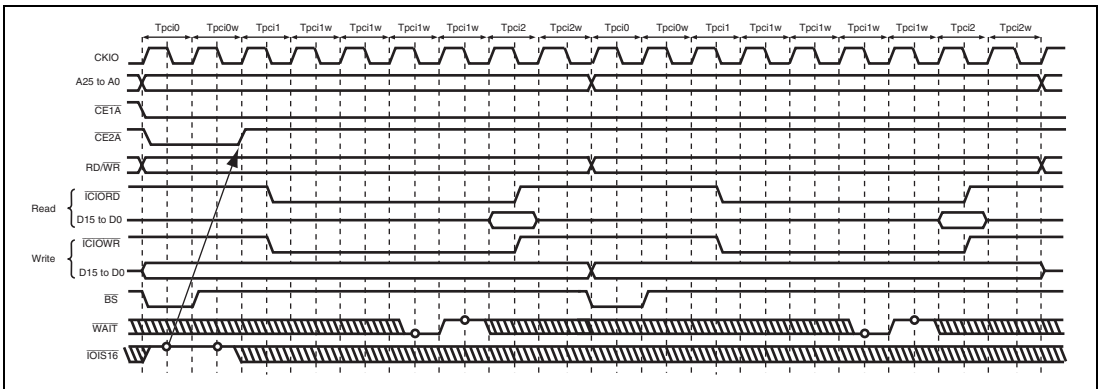 Tpci0 Tpci0w Tpci1 Tpci1w Tpci1w Tpci1w Tpci1w Tpci2 Tpci2w Tpci0 Tpci0w Tpci1 Tpci1w Tpci1w Tpci1w Tpci1w Tpci2 Tpci2w
CKIO
A25 to A0
CE1A
CE2A
RD/WR
ICIORD
Read
D15 to D0
ICIOWR
Write
D15 to D0
BS
WAIT
IOIS16